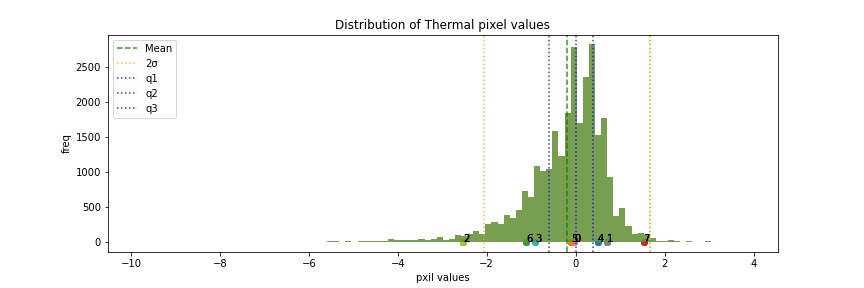 Distribution of Thermal pixel values
Mean
2σ
q1
q2
q3
freq
2500
2000
1500
1000
500
0
2 6 3 5 0 4 1 7
−10 −8 −6 −4 −2 0 2 4
pxil values